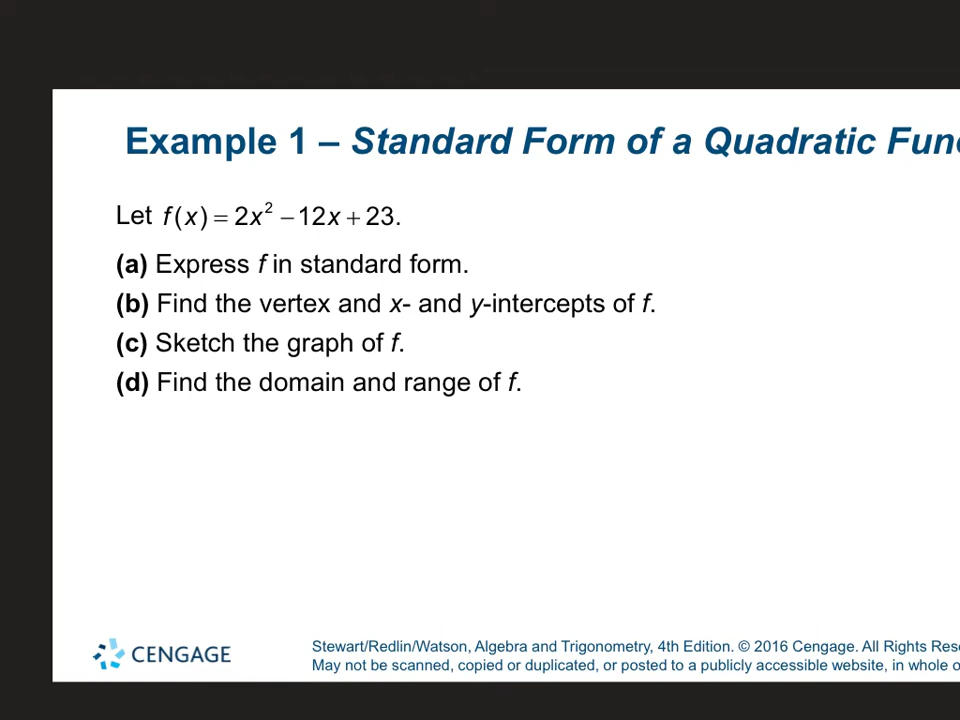 Example 1 – Standard Form of a Quadratic
Let f(x) = 2x² − 12x + 23.
(a) Express f in standard form.
(b) Find the vertex and x- and y-intercepts of f.
(c) Sketch the graph of f.
(d) Find the domain and range of f.
CENGAGE
Stewart/Redlin/Watson, Algebra and Trigonometry, 4th Edition. © 2016 Cengage. All Rights
May not be scanned, copied or duplicated, or posted to a publicly accessible website, in whole